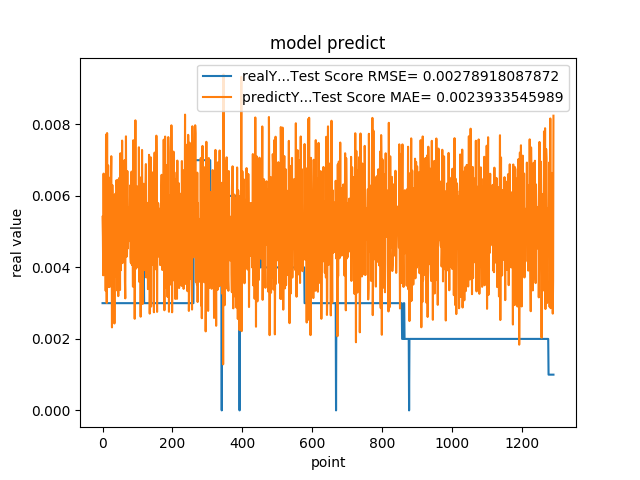 model predict
realY...Test Score RMSE= 0.00278918087872
predictY...Test Score MAE= 0.0023933545989
0.008
0.006
0.004
0.002
0.000
real value
0 200 400 600 800 1000 1200
point